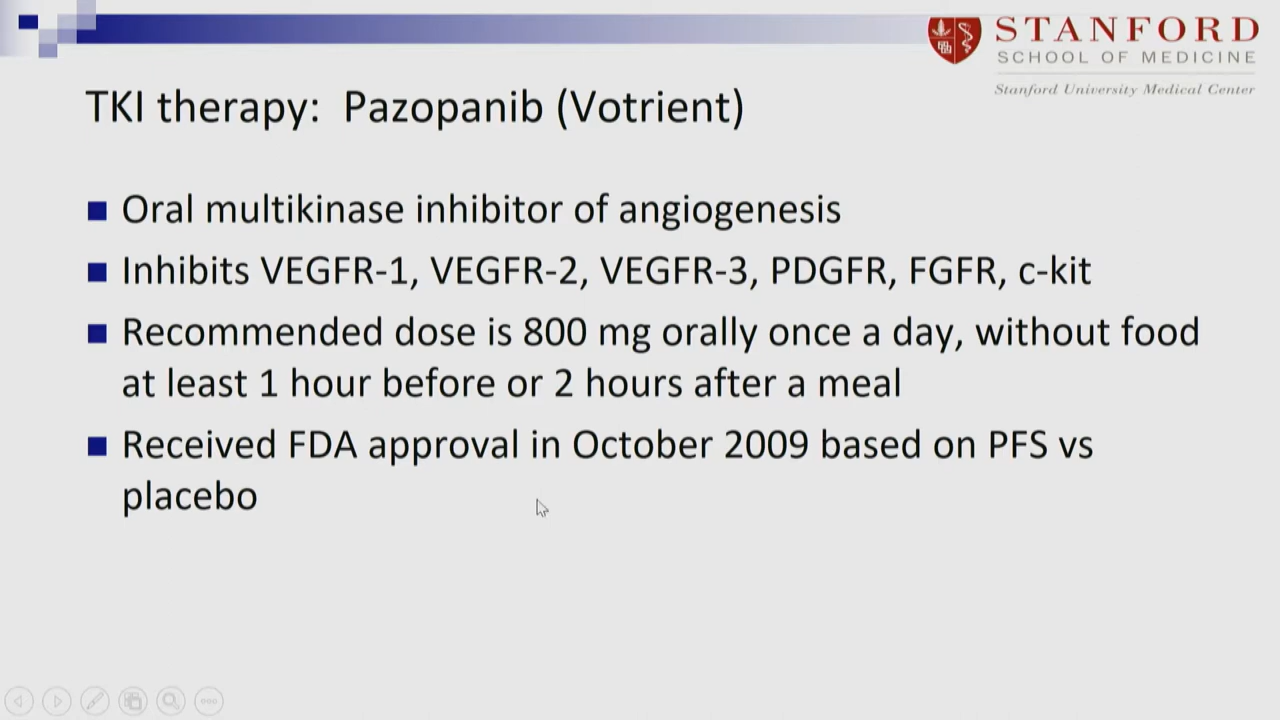 STANFORD
SCHOOL OF MEDICINE
Stanford University Medical Center
TKI therapy: Pazopanib (Votrient)
Oral multikinase inhibitor of angiogenesis
Inhibits VEGFR-1, VEGFR-2, VEGFR-3, PDGFR, FGFR, c-kit
Recommended dose is 800 mg orally once a day, without food
at least 1 hour before or 2 hours after a meal
Received FDA approval in October 2009 based on PFS vs
placebo